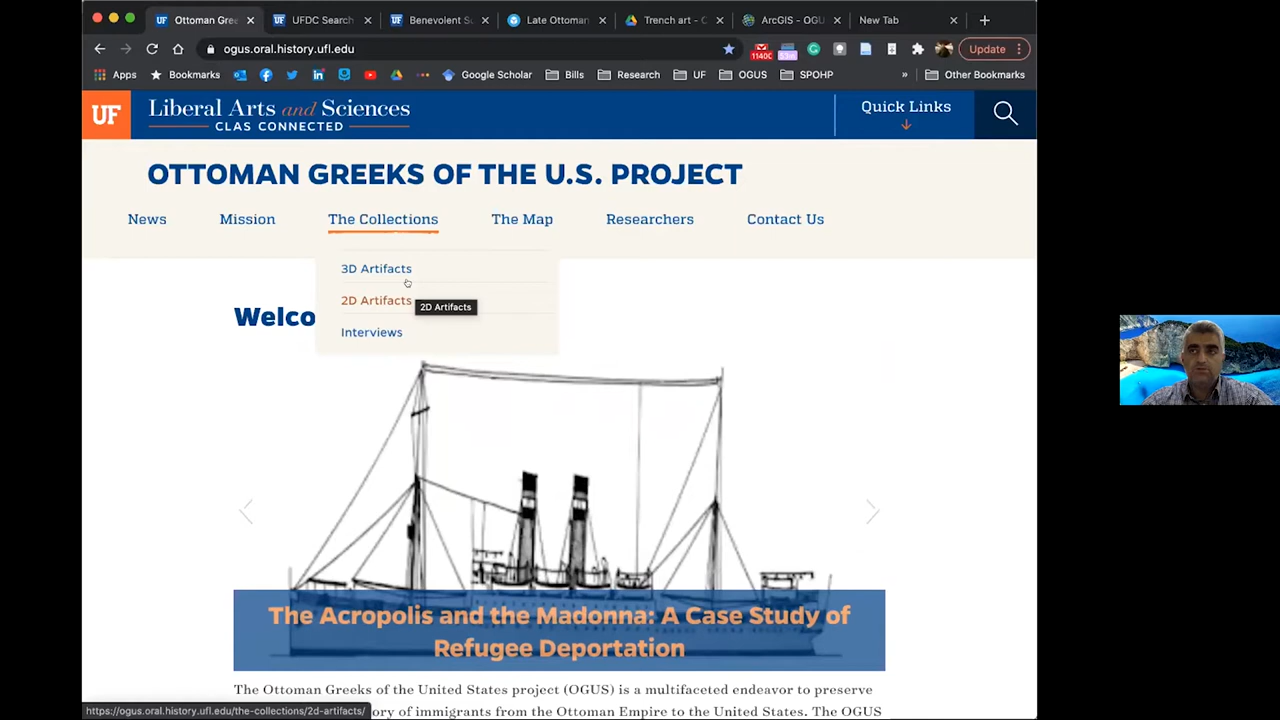 Ottoman Gree
UFDC Search
Benevolent Su
Late Ottoman
Trench art - C
ArcGIS - OGU
New Tab
ogus.oral.history.ufl.edu
1140
Update
Apps
Bookmarks
Google Scholar
Bills
Research
UF
OGUS
SPOHP
»
Other Bookmarks
UF
Liberal Arts and Sciences
CLAS CONNECTED
Quick Links
OTTOMAN GREEKS OF THE U.S. PROJECT
News
Mission
The Collections
The Map
Researchers
Contact Us
3D Artifacts
2D Artifacts
2D Artifacts
Interviews
Welco
The Acropolis and the Madonna: A Case Study of
Refugee Deportation
The Ottoman Greeks of the United States project (OGUS) is a multifaceted endeavor to preserve
ory of immigrants from the Ottoman Empire to the United States. The OGUS
https://ogus.oral.history.ufl.edu/the-collections/2d-artifacts/